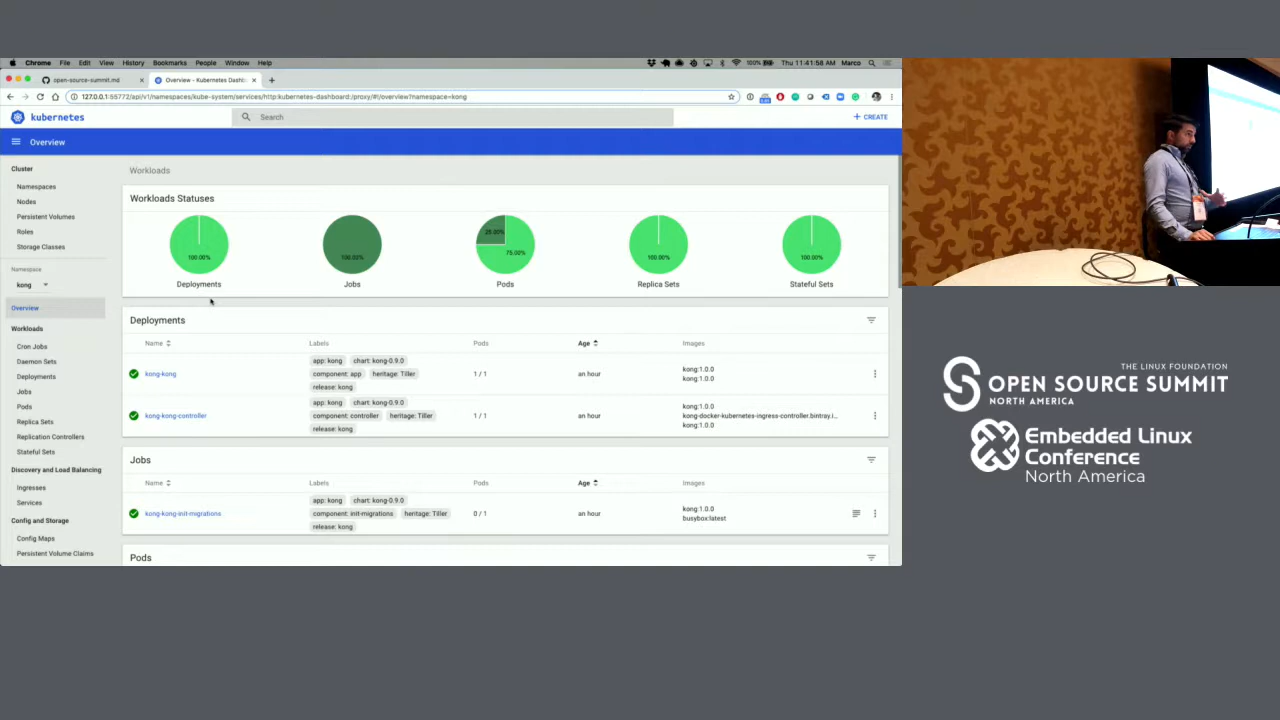 Chrome File Edit View History Bookmarks People Window Help 100% Thu 11:41:58 AM Marco
open-source-summit.md × Overview - Kubernetes Dashb: × +
127.0.0.1:55772/api/v1/namespaces/kube-system/services/http:kubernetes-dashboard:/proxy/#!/overview?namespace=kong
kubernetes Search + CREATE
Overview
Cluster
Namespaces
Nodes
Persistent Volumes
Roles
Storage Classes
Namespace
kong
Overview
Workloads
Cron Jobs
Daemon Sets
Deployments
Jobs
Pods
Replica Sets
Replication Controllers
Stateful Sets
Discovery and Load Balancing
Ingresses
Services
Config and Storage
Config Maps
Persistent Volume Claims
Workloads
Workloads Statuses
100.00% 100.00% 25.00% 75.00% 100.00% 100.00%
Deployments Jobs Pods Replica Sets Stateful Sets
Deployments
Name Labels Pods Age Images
app: kong chart: kong-0.9.0
component: app heritage: Tiller
release: kong
kong-kong 1 / 1 an hour
kong:1.0.0
kong:1.0.0
app: kong chart: kong-0.9.0
component: controller heritage: Tiller
release: kong
kong-kong-controller 1 / 1 an hour
kong:1.0.0
kong-docker-kubernetes-ingress-controller.bintray.i...
kong:1.0.0
Jobs
Name Labels Pods Age Images
app: kong chart: kong-0.9.0
component: init-migrations heritage: Tiller
release: kong
kong-kong-init-migrations 0 / 1 an hour
kong:1.0.0
busybox:latest
Pods
THE LINUX FOUNDATION
OPEN SOURCE SUMMIT
NORTH AMERICA
Embedded Linux
Conference
North America